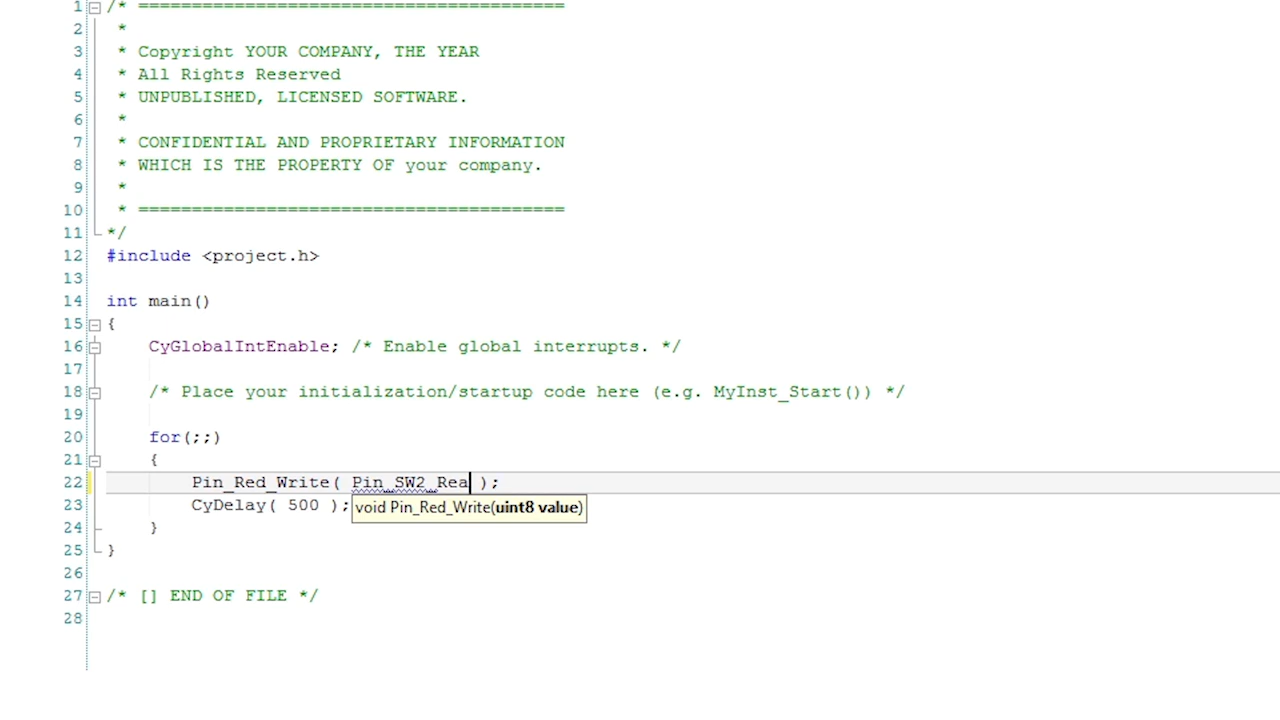 1 /* ========================================
2 *
3 * Copyright YOUR COMPANY, THE YEAR
4 * All Rights Reserved
5 * UNPUBLISHED, LICENSED SOFTWARE.
6 *
7 * CONFIDENTIAL AND PROPRIETARY INFORMATION
8 * WHICH IS THE PROPERTY OF your company.
9 *
10 * ========================================
11 */
12 #include <project.h>
13
14 int main()
15 {
16 CyGlobalIntEnable; /* Enable global interrupts. */
17
18 /* Place your initialization/startup code here (e.g. MyInst_Start()) */
19
20 for(;;)
21 {
22 Pin_Red_Write( Pin_SW2_Rea );
23 CyDelay( 500 );
void Pin_Red_Write(uint8 value)
24 }
25 }
26
27 /* [] END OF FILE */
28